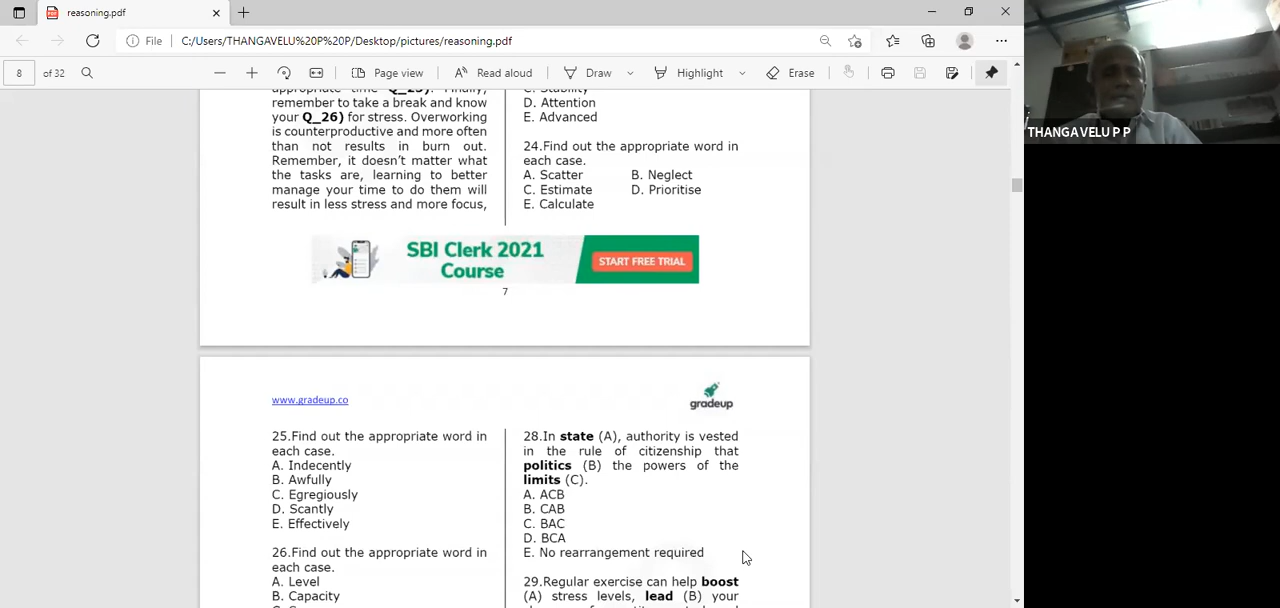 reasoning.pdf
File
C:/Users/THANGAVELU%20P%20P/Desktop/pictures/reasoning.pdf
8
of 32
Page view
Read aloud
Draw
Highlight
Erase
THANGAVELU P P
remember to take a break and know
your Q_26) for stress. Overworking
is counterproductive and more often
than not results in burn out.
Remember, it doesn't matter what
the tasks are, learning to better
manage your time to do them will
result in less stress and more focus,
C. Stability
D. Attention
E. Advanced
24.Find out the appropriate word in
each case.
A. Scatter B. Neglect
C. Estimate D. Prioritise
E. Calculate
SBI Clerk 2021
Course
START FREE TRIAL
7
www.gradeup.co
gradeup
25.Find out the appropriate word in
each case.
A. Indecently
B. Awfully
C. Egregiously
D. Scantly
E. Effectively
26.Find out the appropriate word in
each case.
A. Level
B. Capacity
28.In state (A), authority is vested
in the rule of citizenship that
politics (B) the powers of the
limits (C).
A. ACB
B. CAB
C. BAC
D. BCA
E. No rearrangement required
29.Regular exercise can help boost
(A) stress levels, lead (B) your